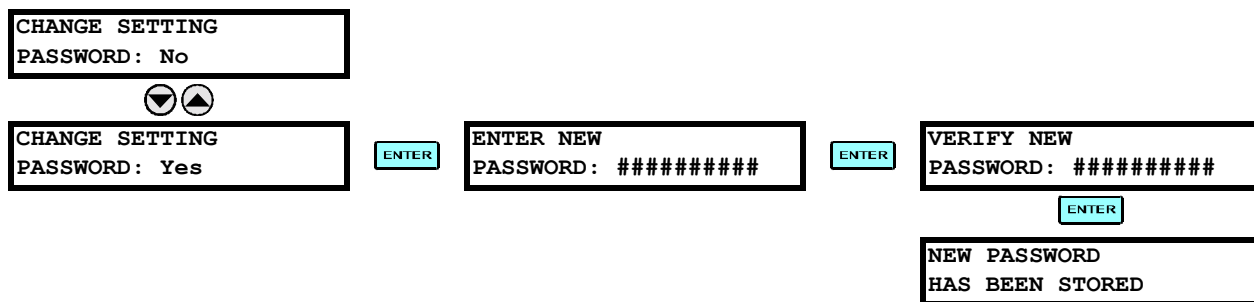 CHANGE SETTING
PASSWORD: No
CHANGE SETTING
PASSWORD: Yes
ENTER
ENTER NEW
PASSWORD: ##########
ENTER
VERIFY NEW
PASSWORD: ##########
ENTER
NEW PASSWORD
HAS BEEN STORED